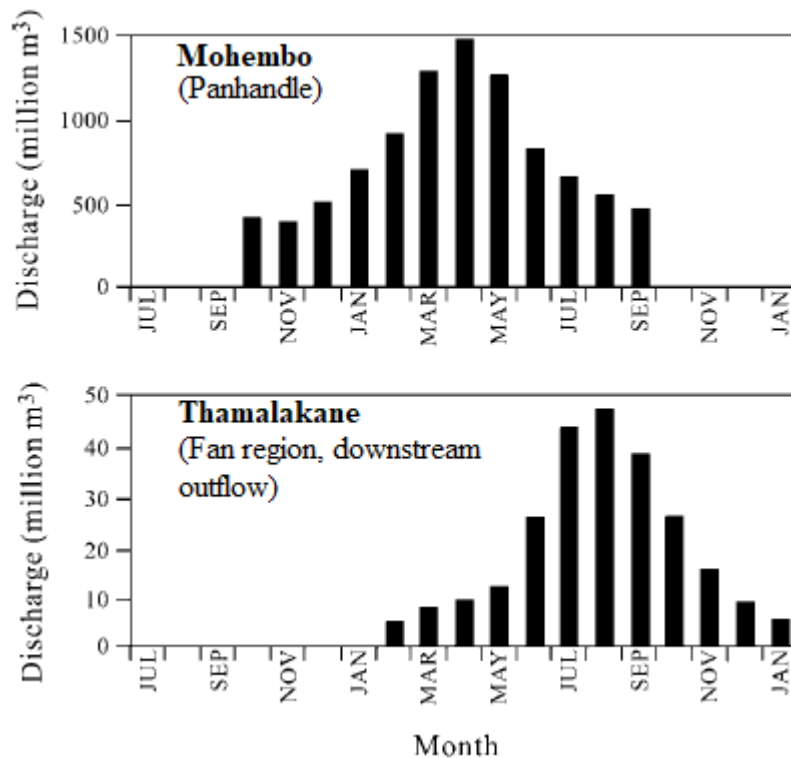 Mohembo
(Panhandle)
Discharge (million m³)
1500
1000
500
0
JUL
SEP
NOV
JAN
MAR
MAY
JUL
SEP
NOV
JAN
Thamalakane
(Fan region, downstream
outflow)
Discharge (million m³)
50
40
30
20
10
0
JUL
SEP
NOV
JAN
MAR
MAY
JUL
SEP
NOV
JAN
Month